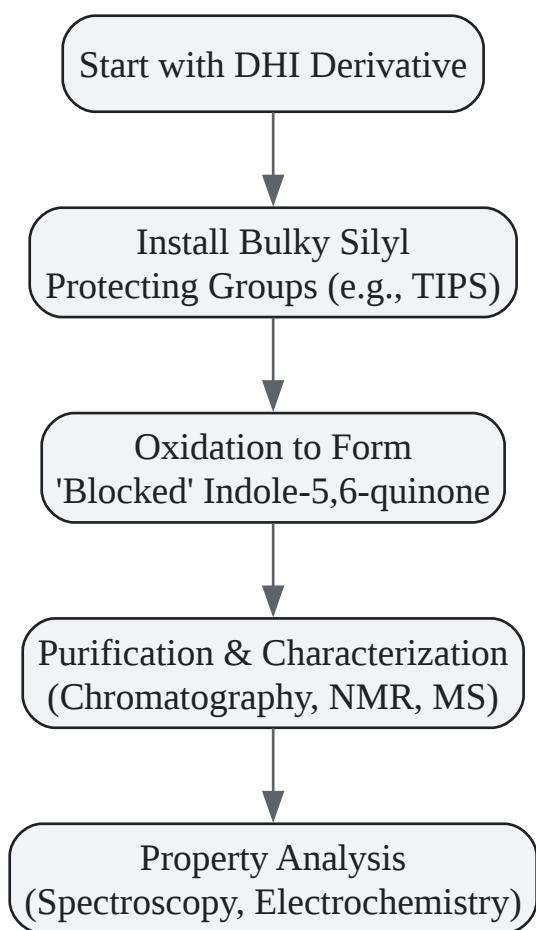 Start with DHI Derivative
Install Bulky Silyl
Protecting Groups (e.g., TIPS)
Oxidation to Form
'Blocked' Indole-5,6-quinone
Purification & Characterization
(Chromatography, NMR, MS)
Property Analysis
(Spectroscopy, Electrochemistry)